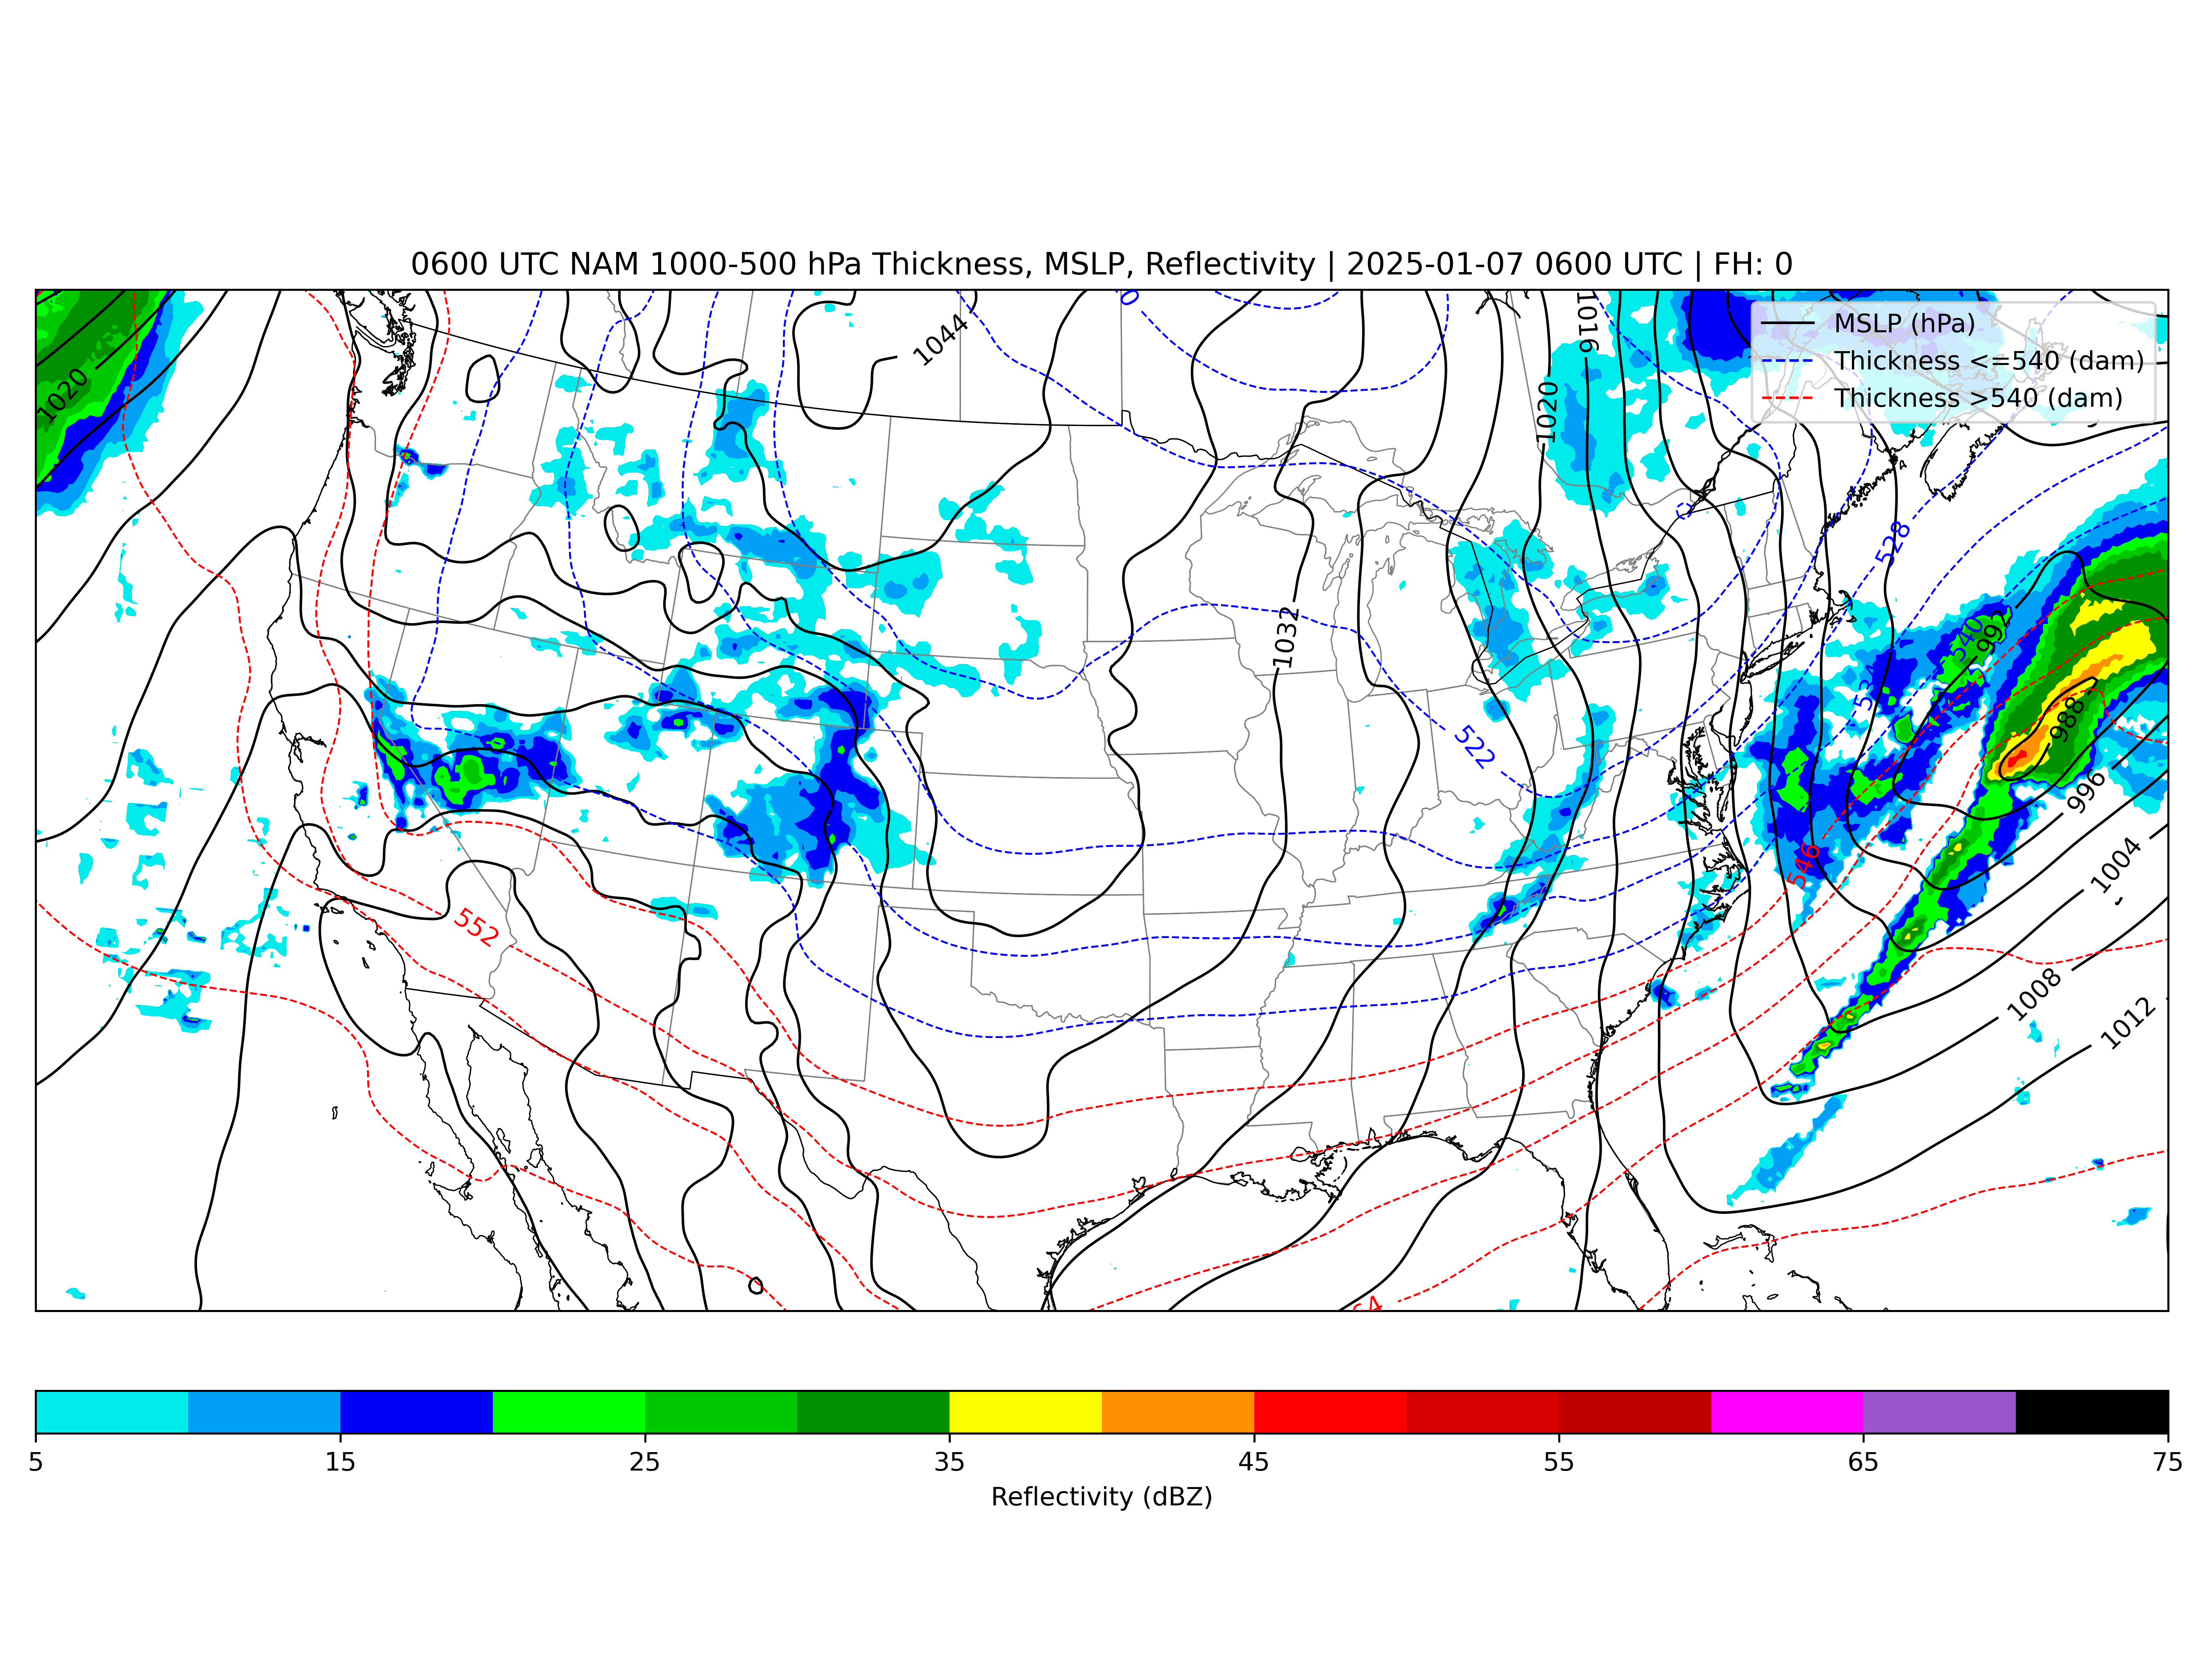 0600 UTC NAM 1000-500 hPa Thickness, MSLP, Reflectivity | 2025-01-07 0600 UTC | FH: 0
MSLP (hPa)
Thickness <=540 (dam)
Thickness >540 (dam)
1016
1044
1020
1020
528
1032
992
540
534
988
522
996
546
1004
552
1008
1012
5 15 25 35 45 55 65 75
Reflectivity (dBZ)